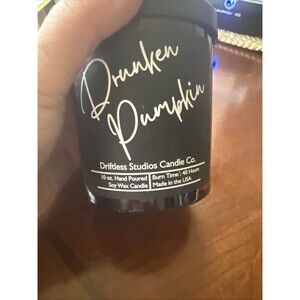 Drunken
Pumpkin
Driftless Studios Candle Co.
10 oz. Hand Poured | Burn Time : 40 Hours
Soy Wax Candle | Made in the USA